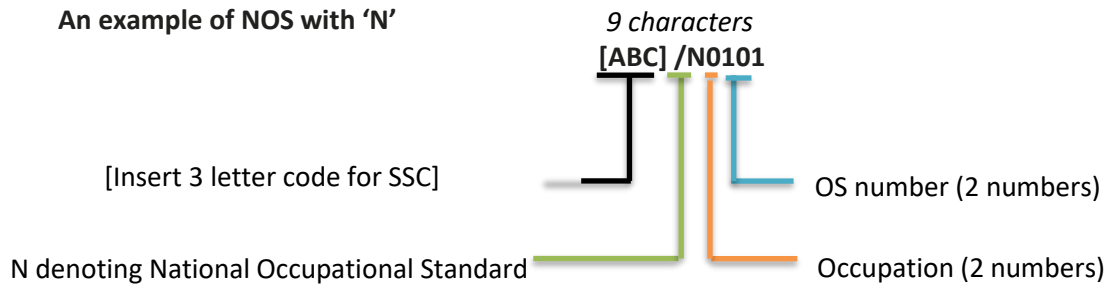 An example of NOS with ‘N’
9 characters
[ABC] /N0101
[Insert 3 letter code for SSC]
OS number (2 numbers)
N denoting National Occupational Standard
Occupation (2 numbers)